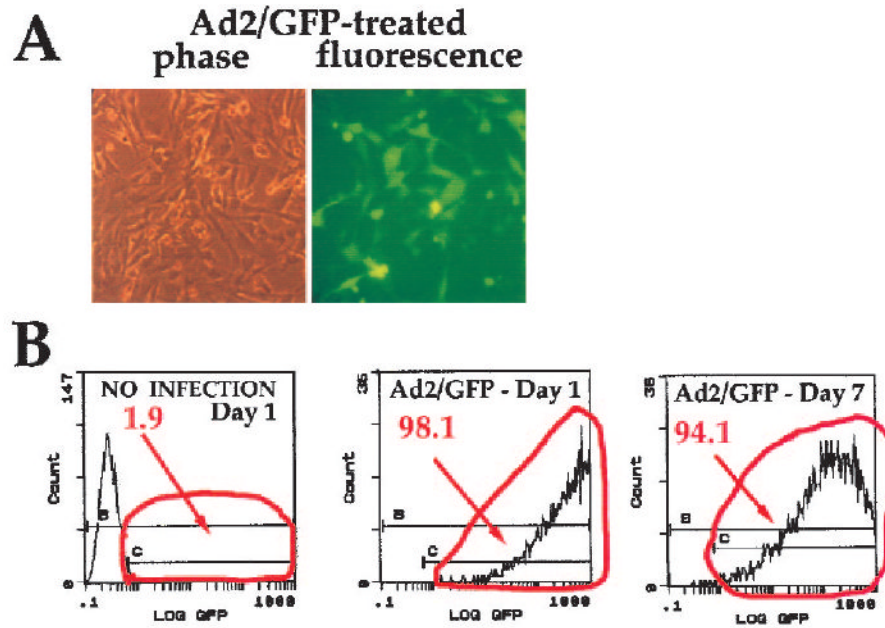 A
Ad2/GFP-treated
phase fluorescence
B
147
NO INFECTION
Day 1
1.9
Count
B
C
0
.1 1000
LOG GFP
35
Ad2/GFP - Day 1
98.1
Count
B
C
0
.1 1000
LOG GFP
35
Ad2/GFP - Day 7
94.1
Count
B
C
0
.1 1000
LOG GFP